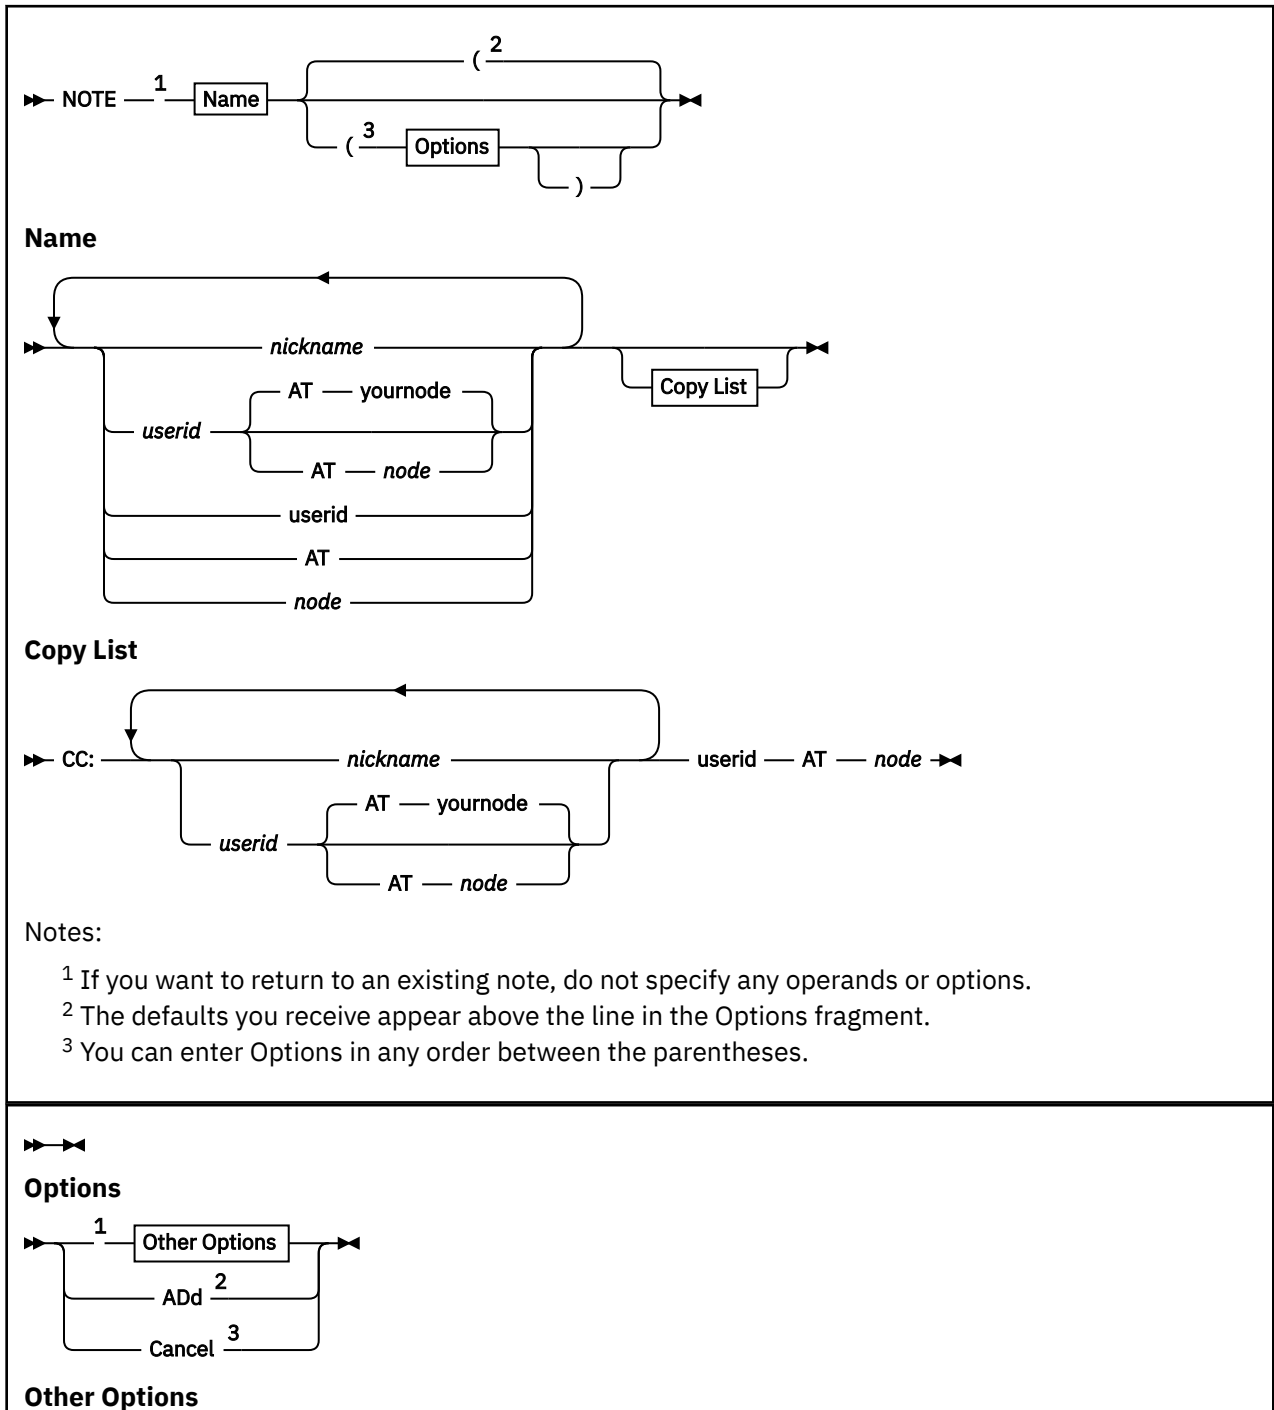 ( 2
NOTE 1 Name
( 3 Options
)
Name
nickname
AT yournode
Copy List
userid
AT node
userid
AT
node
Copy List
CC: nickname userid AT node
AT yournode
userid
AT node
Notes:
1 If you want to return to an existing note, do not specify any operands or options.
2 The defaults you receive appear above the line in the Options fragment.
3 You can enter Options in any order between the parentheses.
Options
1 Other Options
ADd 2
Cancel 3
Other Options